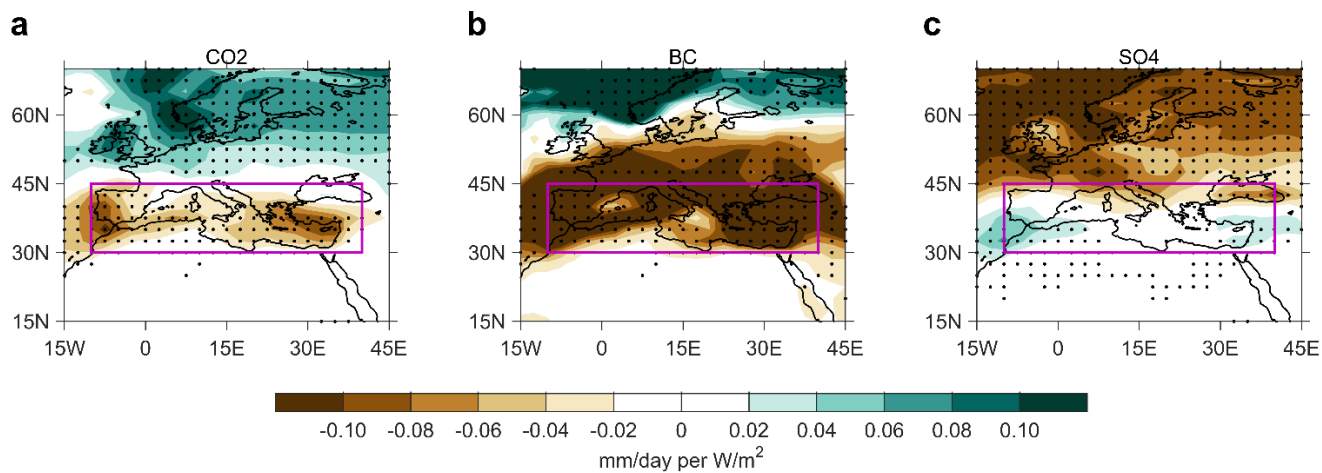 a b c
CO2 BC SO4
60N 60N 60N
45N 45N 45N
30N 30N 30N
15N 15N 15N
15W 0 15E 30E 45E 15W 0 15E 30E 45E 15W 0 15E 30E 45E
-0.10 -0.08 -0.06 -0.04 -0.02 0 0.02 0.04 0.06 0.08 0.10
mm/day per W/m²